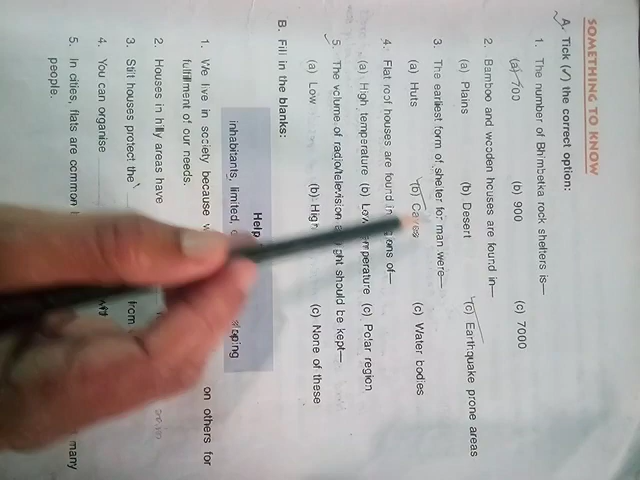 SOMETHING TO KNOW
A. Tick (✓) the correct option:
1. The number of Bhimbetka rock shelters is—
(a) 700 (b) 900 (c) 7000
2. Bamboo and wooden houses are found in—
(a) Plains (b) Desert (c) Earthquake prone areas
3. The earliest form of shelter for man were—
(a) Huts (b) Caves (c) Water bodies
4. Flat roof houses are found in of—
(a) High temperature (b) Low temperature (c) Polar region
5. The volume of radio/television at should be kept—
(a) Low (b) High (c) None of these
B. Fill in the blanks:
Help
inhabitants, limited,
1. We live in society because on others for
fulfillment of our needs.
2. Houses in hilly areas have
3. Stilt houses protect the from
4. You can organise
5. In cities, flats are common many
people.